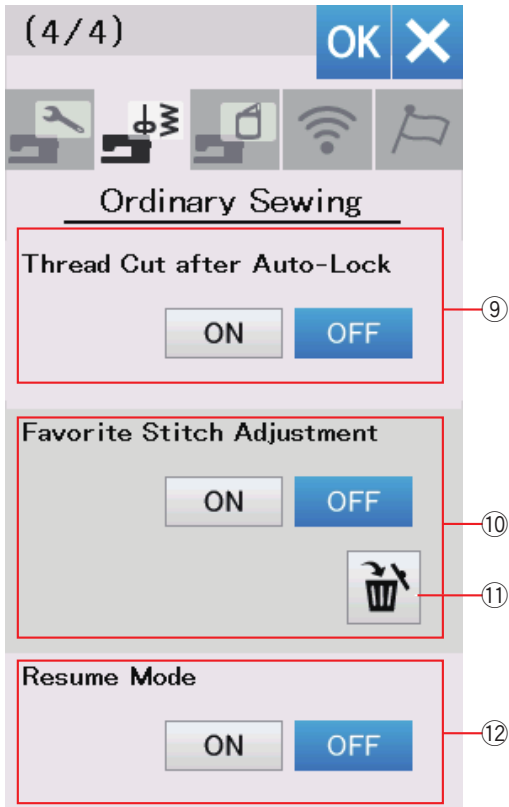 (4/4)
OK
Ordinary Sewing
Thread Cut after Auto-Lock
ON OFF
⑨
Favorite Stitch Adjustment
ON OFF
⑩
⑪
Resume Mode
ON OFF
⑫